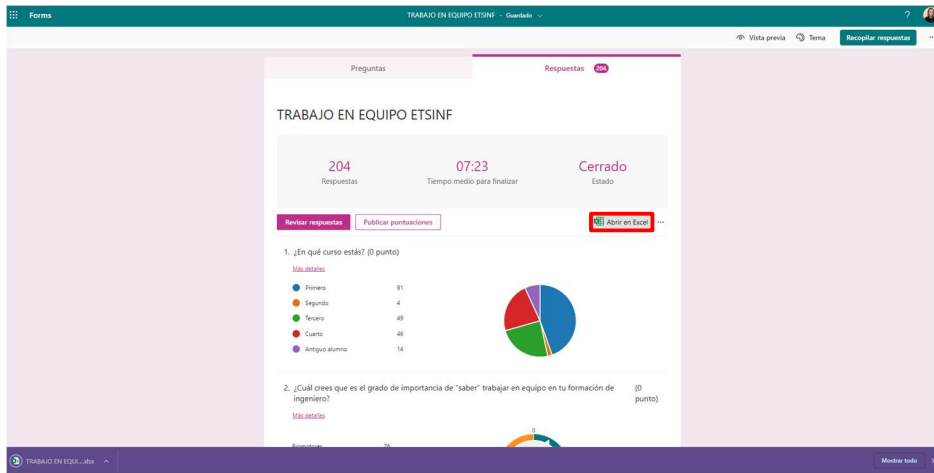 Forms
TRABAJO EN EQUIPO ETSINF - Guardado
?
Vista previa
Tema
Recopilar respuestas
Preguntas
Respuestas 204
TRABAJO EN EQUIPO ETSINF
204
Respuestas
07:23
Tiempo medio para finalizar
Cerrado
Estado
Revisar respuestas
Publicar puntuaciones
Abrir en Excel
1. ¿En qué curso estás? (0 punto)
Más detalles
Primero 91
Segundo 4
Tercero 49
Cuarto 46
Antiguo alumno 14
2. ¿Cuál crees que es el grado de importancia de "saber" trabajar en equipo en tu formación de (0
ingeniero? punto)
Más detalles
0
Promotores 76
TRABAJO EN EQUI....xlsx
Mostrar todo